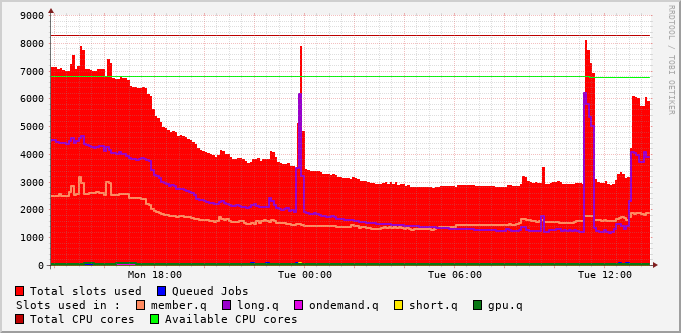 9000
8000
7000
6000
5000
4000
3000
2000
1000
0
Mon 18:00 Tue 00:00 Tue 06:00 Tue 12:00
RRDTOOL / TOBI OETIKER
Total slots used Queued Jobs
Slots used in : member.q long.q ondemand.q short.q gpu.q
Total CPU cores Available CPU cores